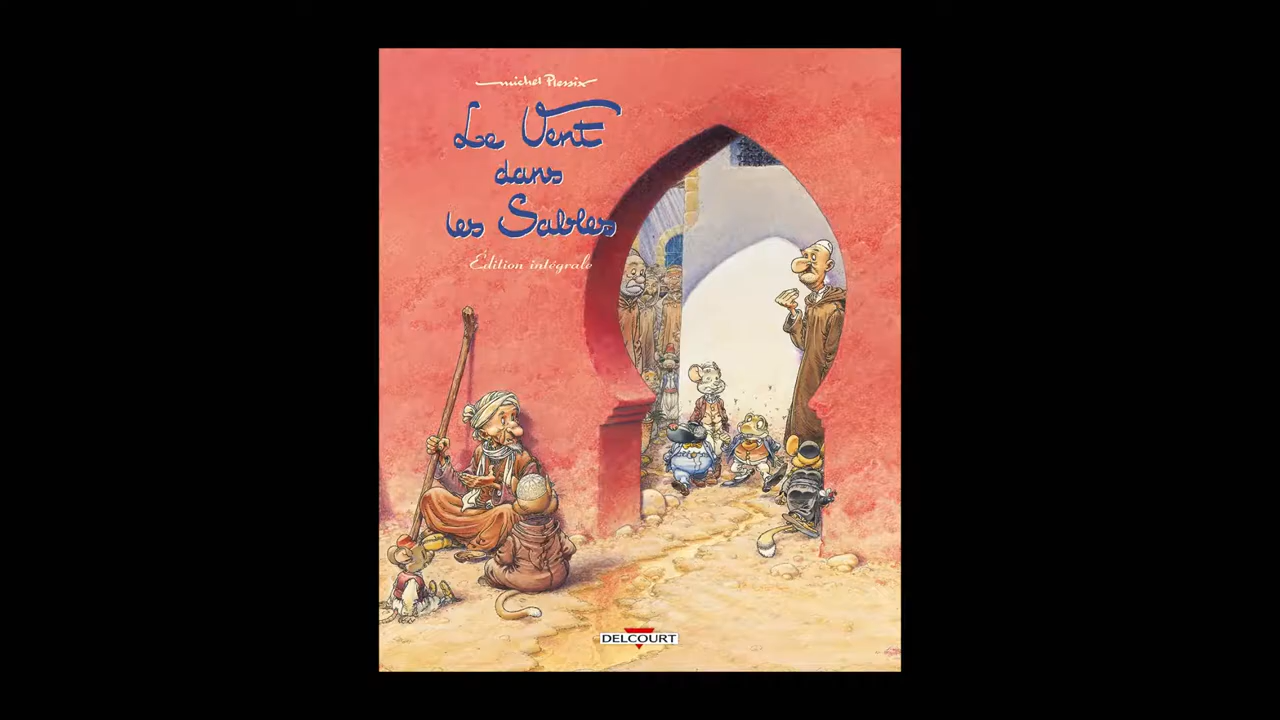 michel Plessix
Le Vent
dans
les Sables
Édition intégrale
DELCOURT